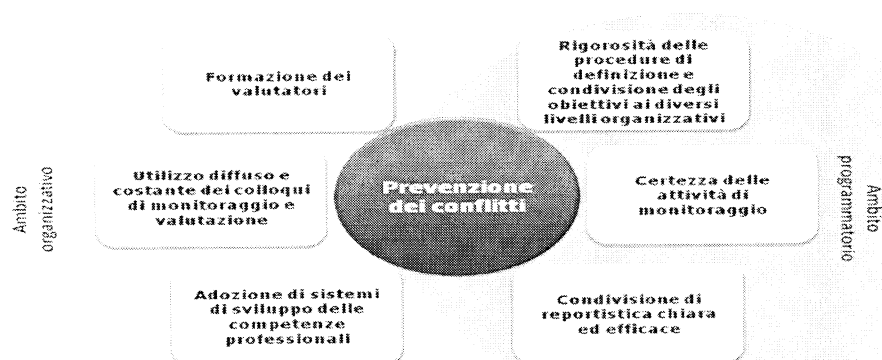 Formazione dei
valutatori
Rigorosità delle
procedure di
definizione e
condivisione degli
obiettivi ai diversi
livelli organizzativi
Ambito
organizzativo
Utilizzo diffuso e
costante dei colloqui
di monitoraggio e
valutazione
Prevenzione
dei conflitti
Certezza delle
attività di
monitoraggio
Ambito
programmatorio
Adozione di sistemi
di sviluppo delle
competenze
professionali
Condivisione di
reportistica chiara
ed efficace